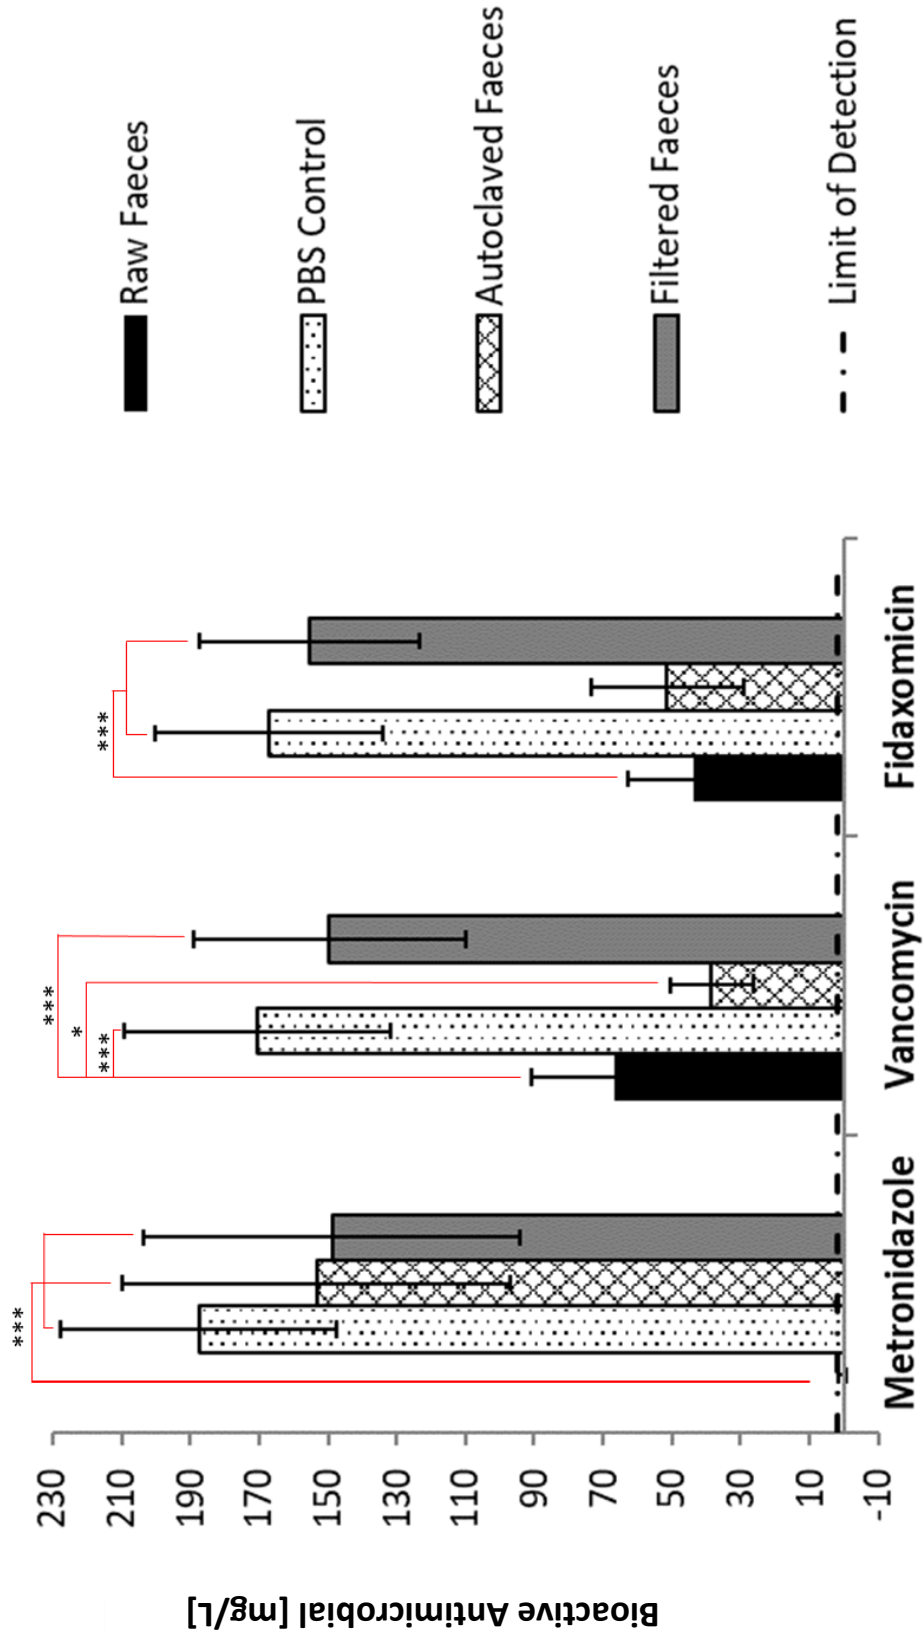 Bioactive Antimicrobial [mg/L]
230
210
190
170
150
130
110
90
70
50
30
10
-10
***
***
*
***
***
Metronidazole
Vancomycin
Fidaxomicin
Raw Faeces
PBS Control
Autoclaved Faeces
Filtered Faeces
Limit of Detection